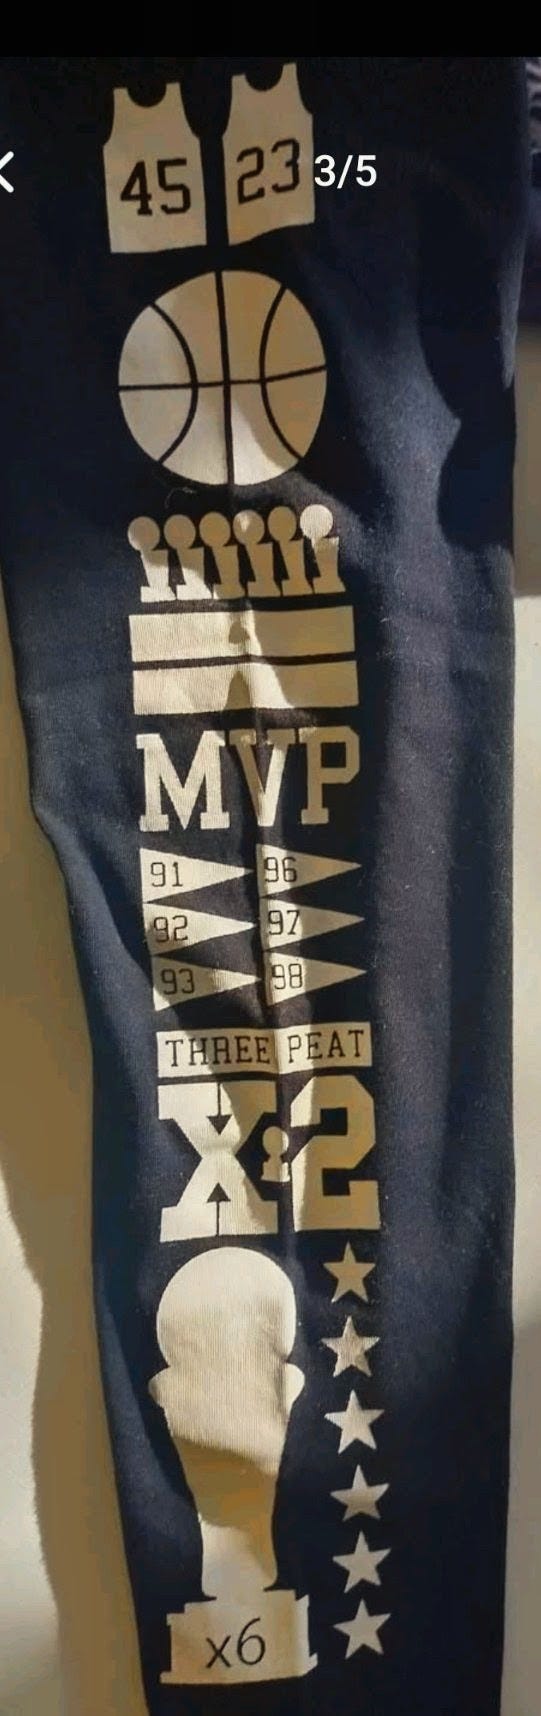 45 23 3/5
MVP
91 96
92 97
93 98
THREE PEAT
X2
x6